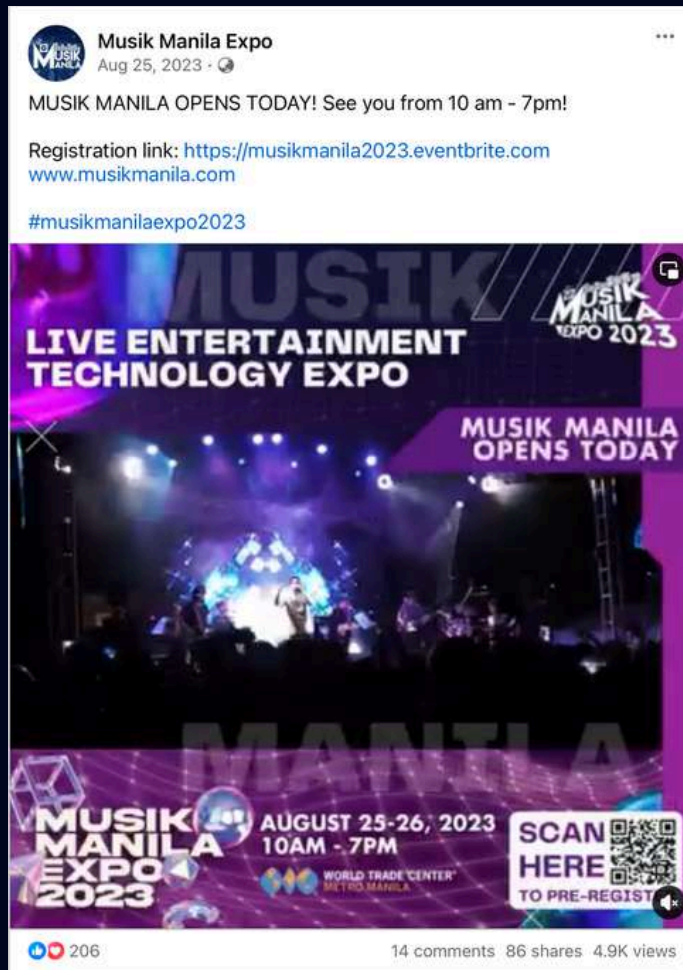 Musik Manila Expo
Aug 25, 2023 ·
MUSIK MANILA OPENS TODAY! See you from 10 am - 7pm!
Registration link: https://musikmanila2023.eventbrite.com
www.musikmanila.com
#musikmanilaexpo2023
MUSIK
MUSIK
MANILA
EXPO 2023
LIVE ENTERTAINMENT
TECHNOLOGY EXPO
MUSIK MANILA
OPENS TODAY
MANILA
MUSIK
MANILA
EXPO
2023
AUGUST 25-26, 2023
10AM - 7PM
WORLD TRADE CENTER
METRO MANILA
SCAN
HERE
TO PRE-REGIST
206
14 comments 86 shares 4.9K views